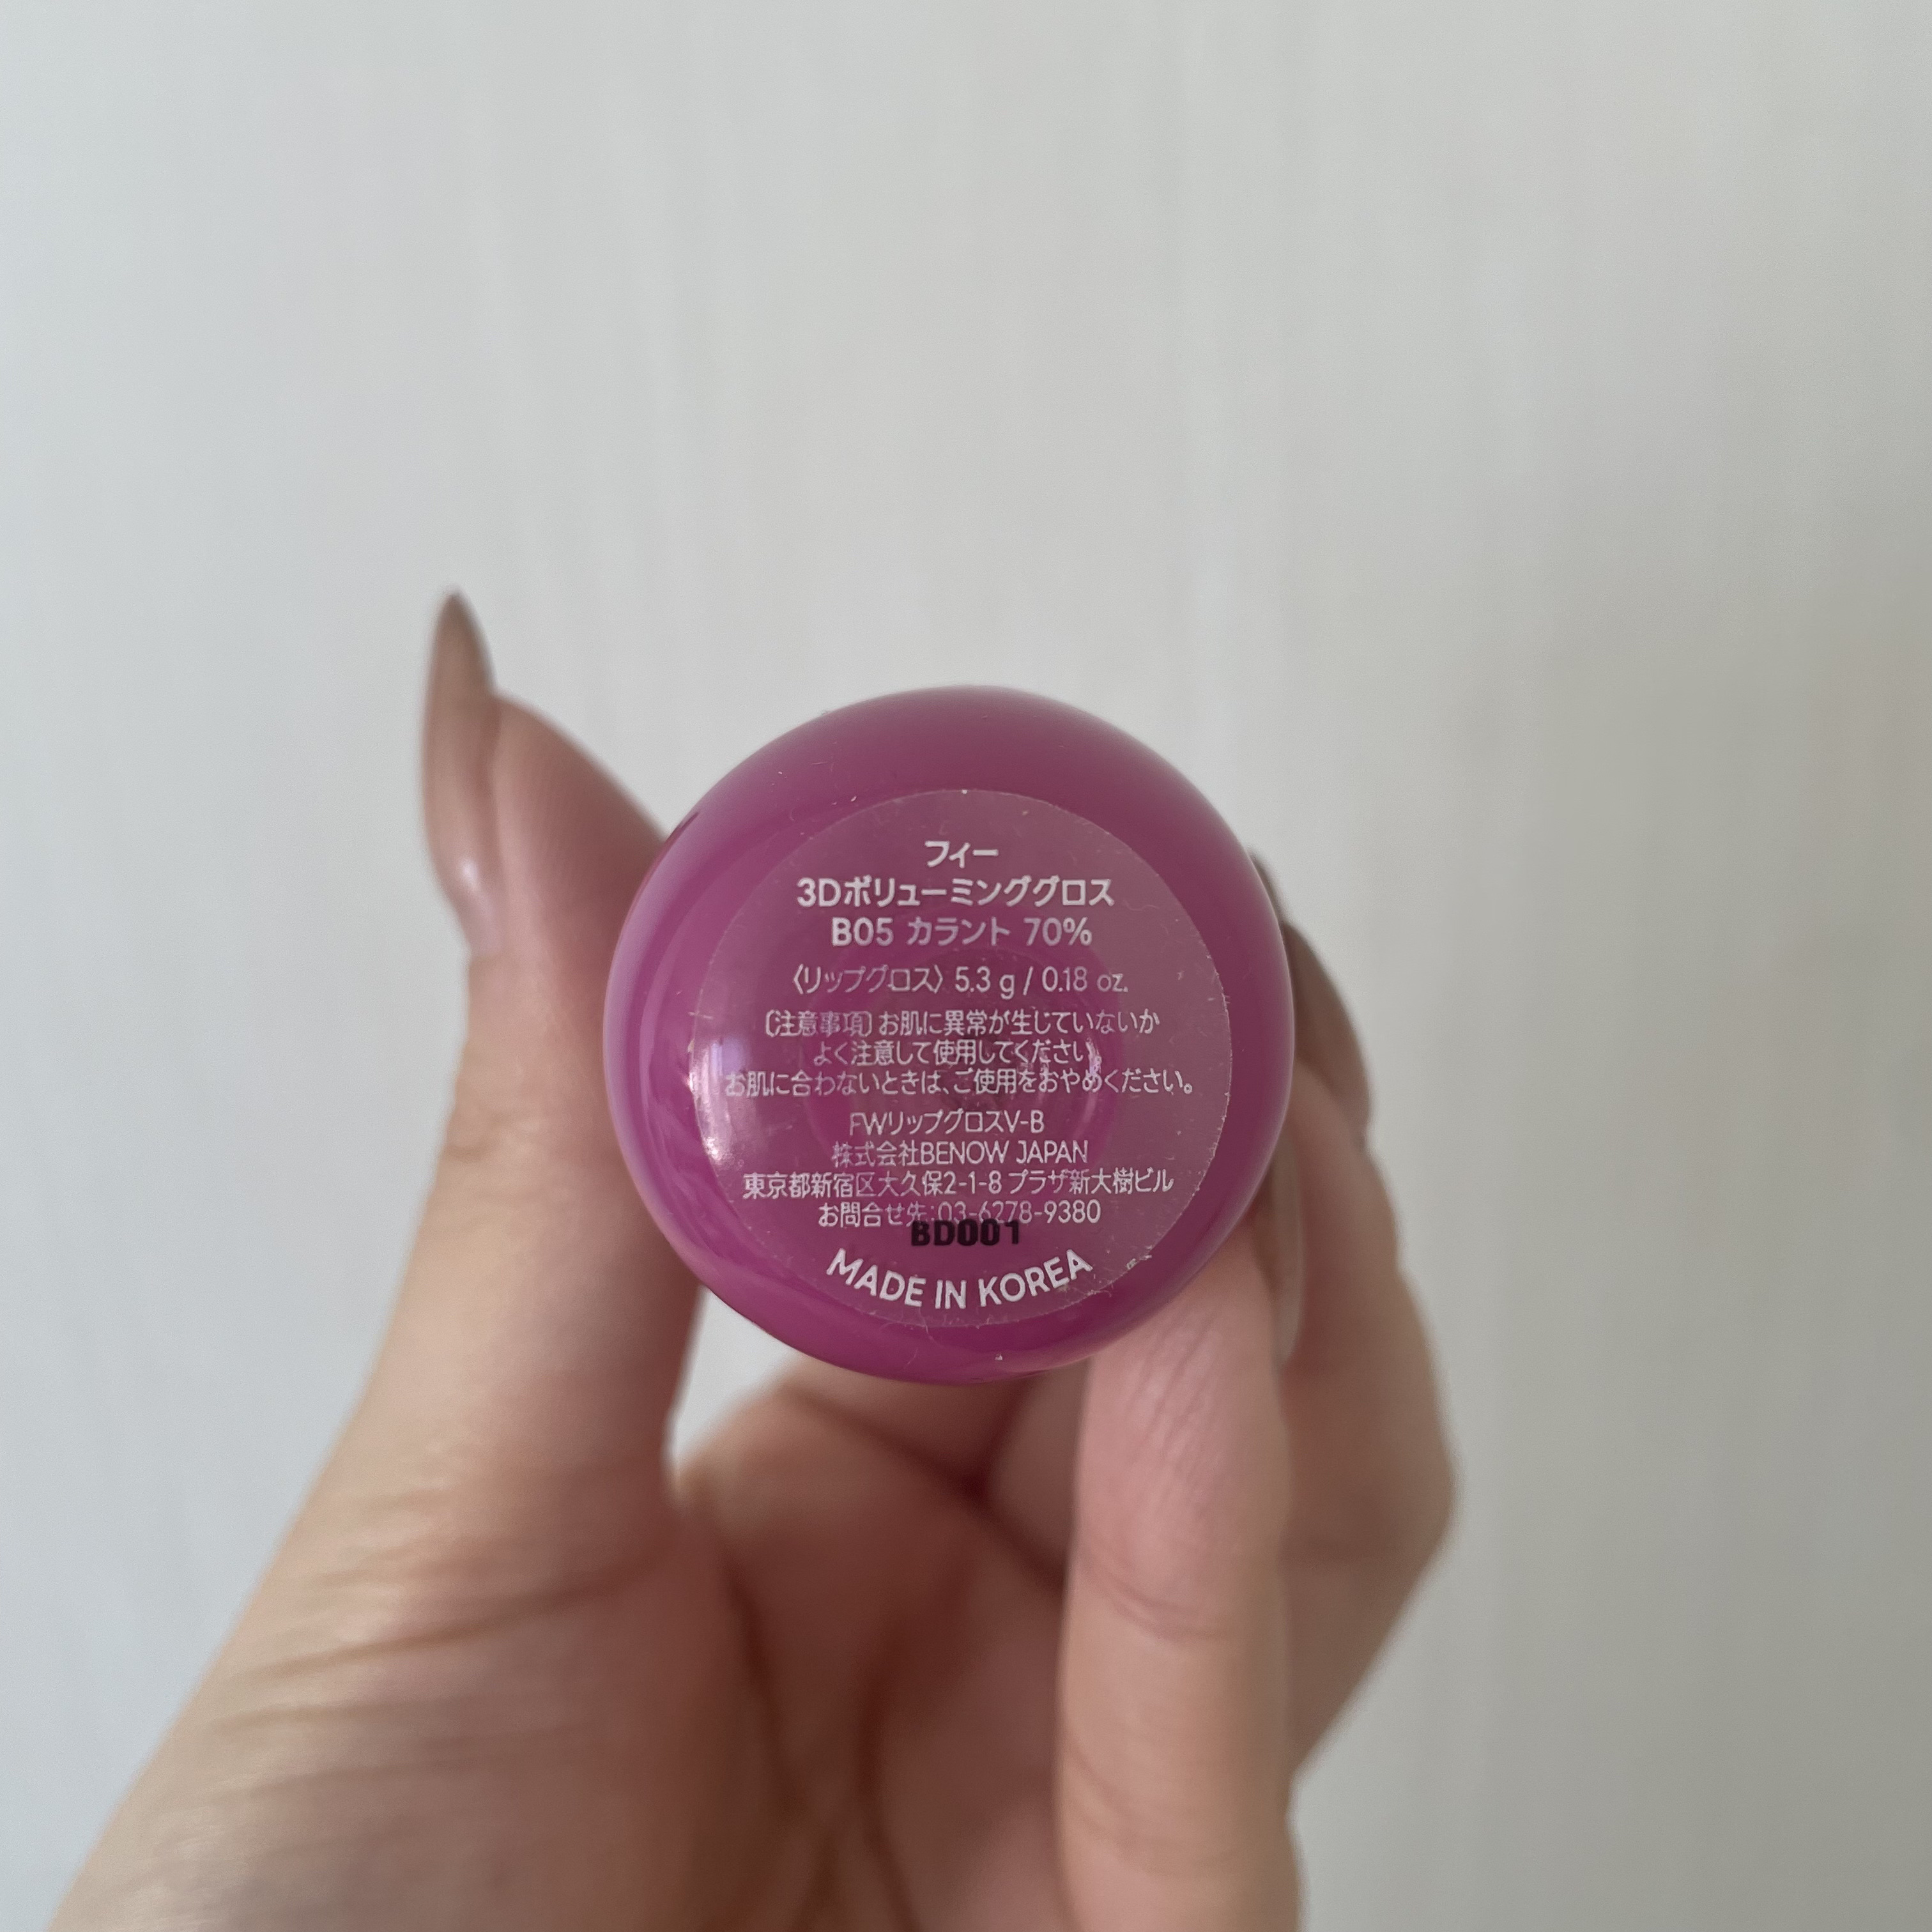 フィー
3Dボリューミンググロス
B05 カラント 70%
〈リップグロス〉 5.3 g / 0.18 oz.
〔注意事項〕お肌に異常が生じていないか
よく注意して使用してください。
お肌に合わないときは、ご使用をおやめください。
FWリップグロスV-B
株式会社BENOW JAPAN
東京都新宿区大久保2-1-8 プラザ新大樹ビル
お問合せ先:03-6278-9380
BD001
MADE IN KOREA